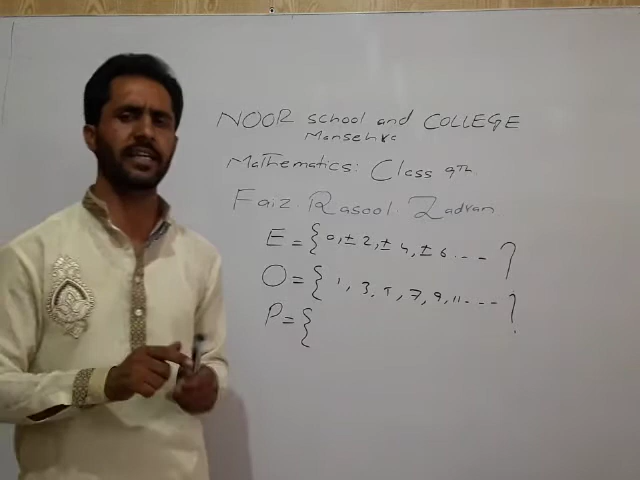 NOOR school and COLLEGE
Mansehra
Mathematics: Class 9Th.
Faiz. Rasool. Zadran
E = { 0, ± 2, ± 4, ± 6 . - - - }
O = { 1, 3, 5, 7, 9, 11 - - - - }
P = {